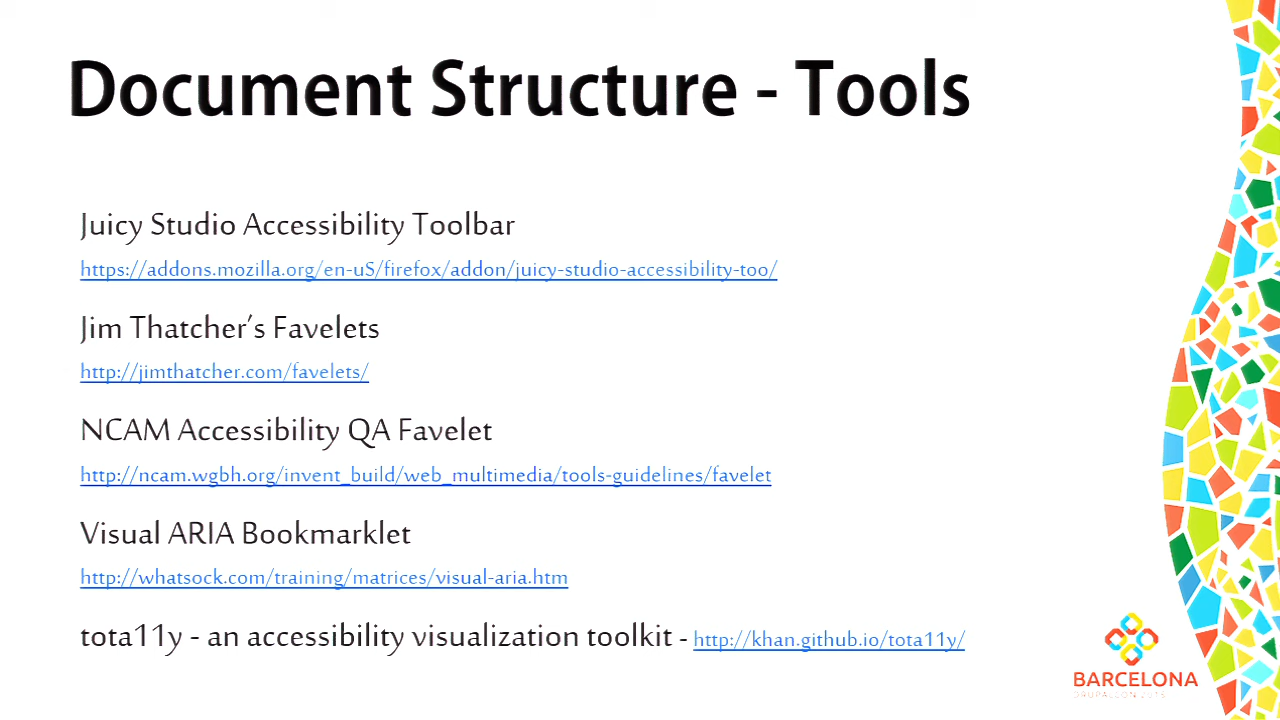 Document Structure - Tools
Juicy Studio Accessibility Toolbar
https://addons.mozilla.org/en-uS/firefox/addon/juicy-studio-accessibility-too/
Jim Thatcher’s Favelets
http://jimthatcher.com/favelets/
NCAM Accessibility QA Favelet
http://ncam.wgbh.org/invent_build/web_multimedia/tools-guidelines/favelet
Visual ARIA Bookmarklet
http://whatsock.com/training/matrices/visual-aria.htm
tota11y - an accessibility visualization toolkit - http://khan.github.io/tota11y/
BARCELONA
DRUPALCON 2015